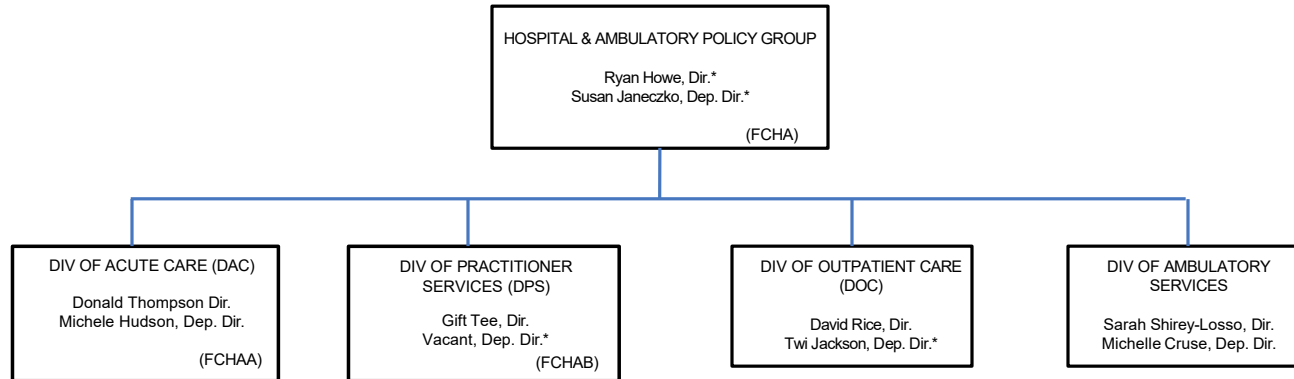 HOSPITAL & AMBULATORY POLICY GROUP
Ryan Howe, Dir.*
Susan Janeczko, Dep. Dir.*
(FCHA)
DIV OF ACUTE CARE (DAC)
Donald Thompson Dir.
Michele Hudson, Dep. Dir.
(FCHAA)
DIV OF PRACTITIONER
SERVICES (DPS)
Gift Tee, Dir.
Vacant, Dep. Dir.*
(FCHAB)
DIV OF OUTPATIENT CARE
(DOC)
David Rice, Dir.
Twi Jackson, Dep. Dir.*
DIV OF AMBULATORY
SERVICES
Sarah Shirey-Losso, Dir.
Michelle Cruse, Dep. Dir.